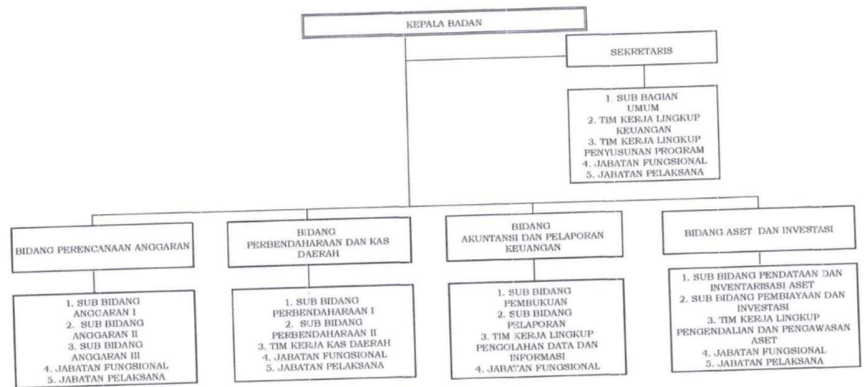 KEPALA BADAN
SEKRETARIS
1. SUB BAGIAN
UMUM
2. TIM KERJA LINGKUP
KEUANGAN
3. TIM KERJA LINGKUP
PENYUSUNAN PROGRAM
4. JABATAN FUNGSIONAL
5. JABATAN PELAKSANA
BIDANG PERENCANAAN ANGGARAN
1. SUB BIDANG
ANGGARAN I
2. SUB BIDANG
ANGGARAN II
3. SUB BIDANG
ANGGARAN III
4. JABATAN FUNGSIONAL
5. JABATAN PELAKSANA
BIDANG
PERBENDAHARAAN DAN KAS
DAERAH
1. SUB BIDANG
PERBENDAHARAAN I
2. SUB BIDANG
PERBENDAHARAAN II
3. TIM KERJA KAS DAERAH
4. JABATAN FUNGSIONAL
5. JABATAN PELAKSANA
BIDANG
AKUNTANSI DAN PELAPORAN
KEUANGAN
1. SUB BIDANG
PEMBUKUAN
2. SUB BIDANG
PELAPORAN
3. TIM KERJA LINGKUP
PENGOLAHAN DATA DAN
INFORMASI
4. JABATAN FUNGSIONAL
BIDANG ASET DAN INVESTASI
1. SUB BIDANG PENDATAAN DAN
INVENTARISASI ASET
2. SUB BIDANG PEMBIAYAAN DAN
INVESTASI
3. TIM KERJA LINGKUP
PENGENDALIAN DAN PENGAWASAN
ASET
4. JABATAN FUNGSIONAL
5. JABATAN PELAKSANA